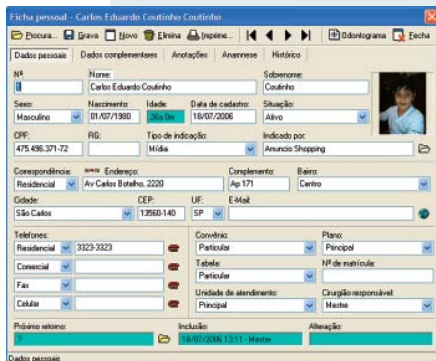 Ficha pessoal - Carlos Eduardo Coutinho Coutinho
Procura... Grava Novo Elimina Imprime... Odontograma Fecha
Dados pessoais Dados complementares Anotações Anamnese Histórico
Nº: Nome: Sobrenome:
1 Carlos Eduardo Coutinho Coutinho
Sexo: Nascimento: Idade: Data de cadastro: Situação:
Masculino 01/07/1980 26a 0m 18/07/2006 Ativo
CPF: RG: Tipo de indicação: Indicado por:
475.496.371-72 Mídia Anuncio Shopping
Correspondência: Endereço: Complemento: Bairro:
Residencial Av Carlos Botelho, 2220 Ap 171 Centro
Cidade: CEP: UF: E-Mail:
São Carlos 13560-140 SP
Telefones: Convênio: Plano:
Residencial 3323-3323 Particular Principal
Comercial Tabela: Nº de matrícula:
Fax Particular
Celular Unidade de atendimento: Cirurgião responsável:
Principal Mestre
Próximo retorno: Inclusão: Alteração:
? 18/07/2006 13:11 - Mestre
Dados pessoais